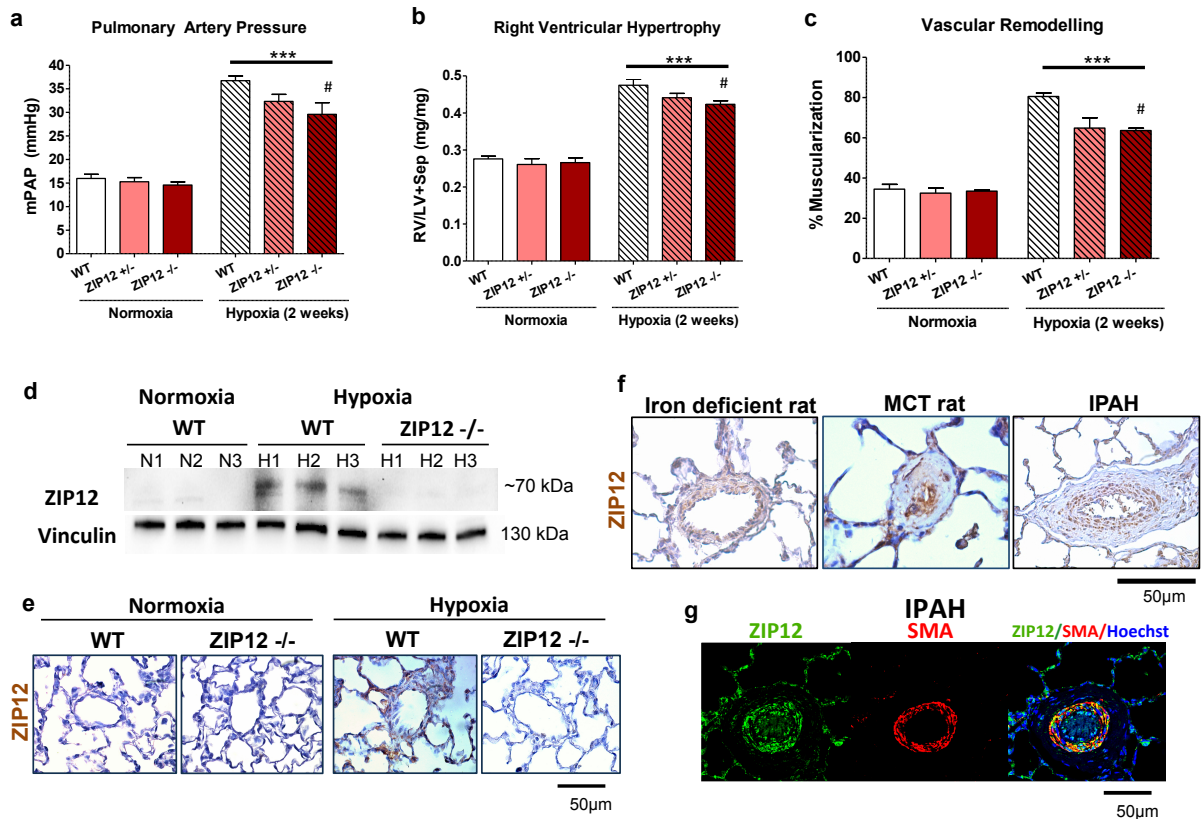 a
Pulmonary Artery Pressure
mPAP (mmHg)
40
35
30
25
20
15
10
5
0
***
#
WT
ZIP12 +/-
ZIP12 -/-
WT
ZIP12 +/-
ZIP12 -/-
Normoxia
Hypoxia (2 weeks)
b
Right Ventricular Hypertrophy
RV/LV+Sep (mg/mg)
0.5
0.4
0.3
0.2
0.1
0.0
***
#
WT
ZIP12 +/-
ZIP12 -/-
WT
ZIP12 +/-
ZIP12 -/-
Normoxia
Hypoxia (2 weeks)
c
Vascular Remodelling
% Muscularization
100
80
60
40
20
0
***
#
WT
ZIP12 +/-
ZIP12 -/-
WT
ZIP12 +/-
ZIP12 -/-
Normoxia
Hypoxia (2 weeks)
d
Normoxia Hypoxia
WT WT ZIP12 -/-
N1 N2 N3 H1 H2 H3 H1 H2 H3
ZIP12 ~70 kDa
Vinculin 130 kDa
e
Normoxia Hypoxia
WT ZIP12 -/- WT ZIP12 -/-
ZIP12
50μm
f
Iron deficient rat MCT rat IPAH
ZIP12
50μm
g
IPAH
ZIP12 SMA ZIP12/SMA/Hoechst
50μm